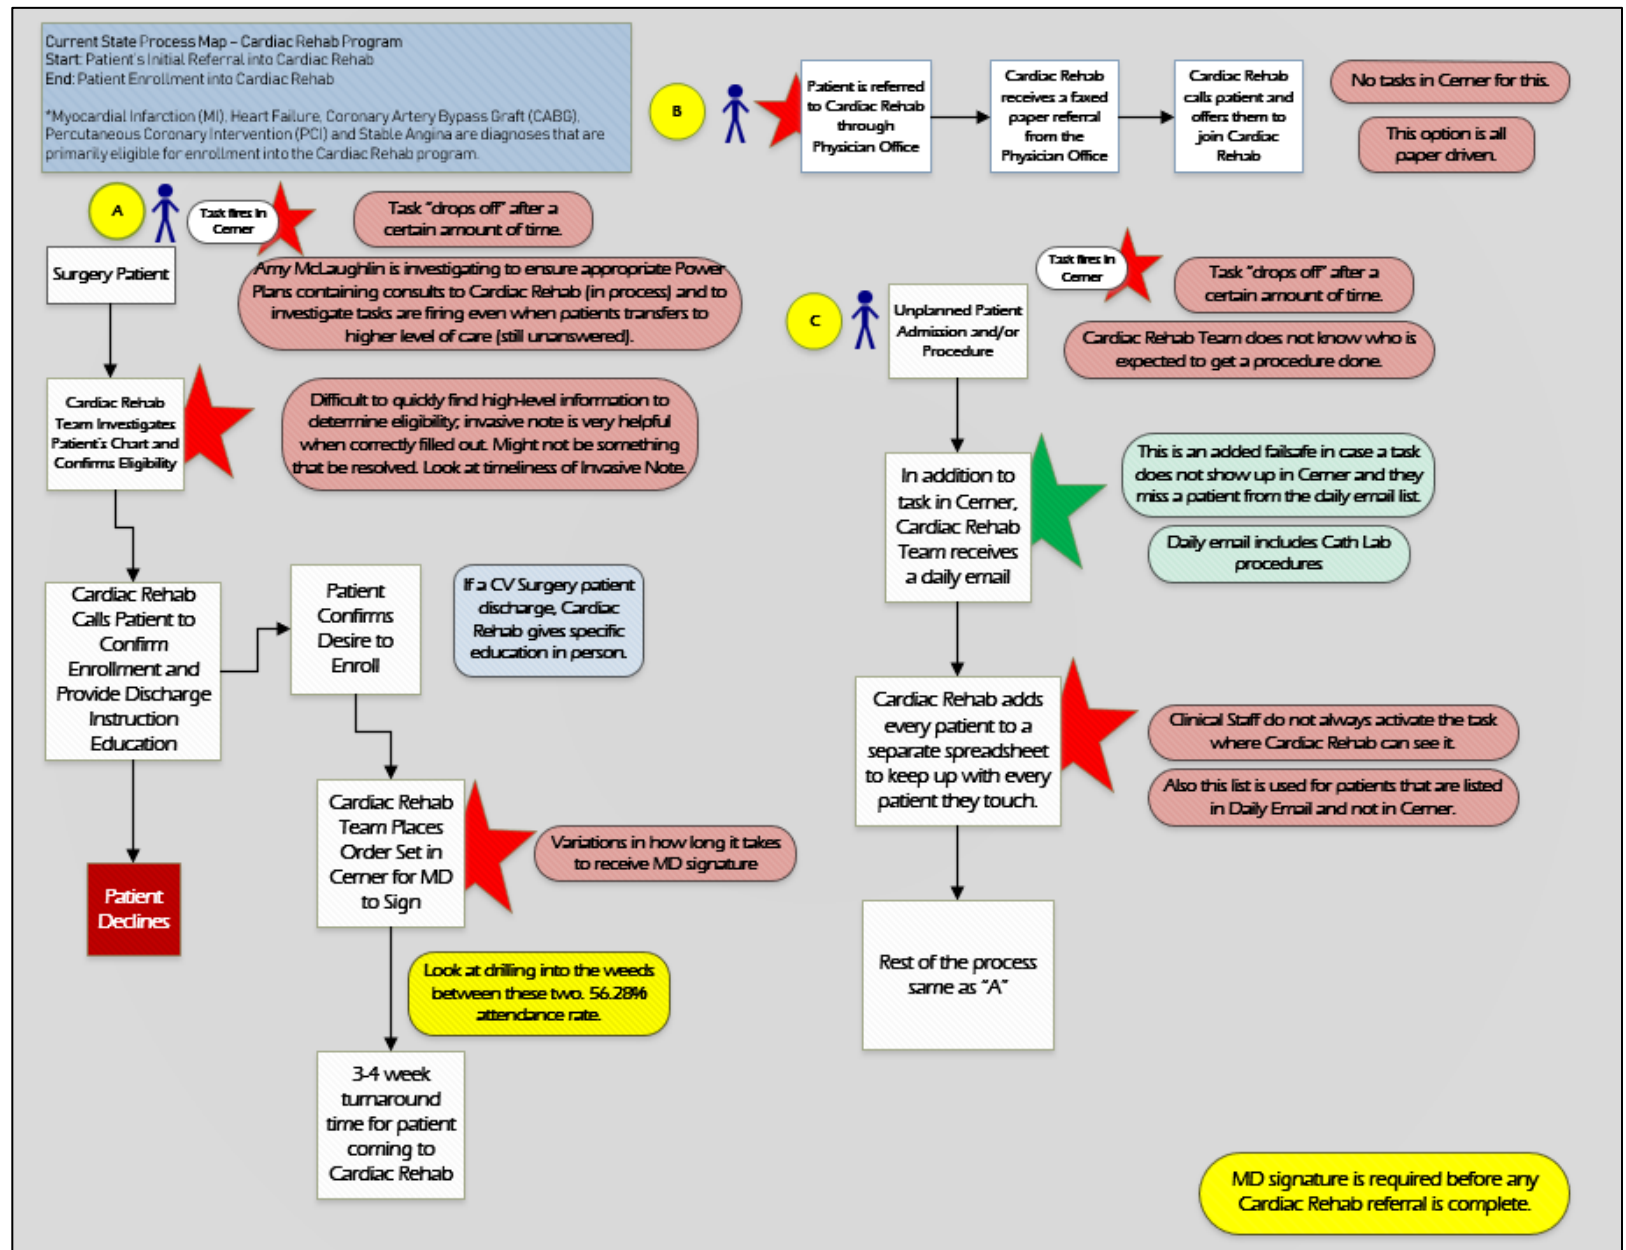 Current State Process Map – Cardiac Rehab Program
Start: Patient's Initial Referral into Cardiac Rehab
End: Patient Enrollment into Cardiac Rehab
*Myocardial Infarction (MI), Heart Failure, Coronary Artery Bypass Graft (CABG),
Percutaneous Coronary Intervention (PCI) and Stable Angina are diagnoses that are
primarily eligible for enrollment into the Cardiac Rehab program.
B
Patient is referred
to Cardiac Rehab
through
Physician Office
Cardiac Rehab
receives a faxed
paper referral
from the
Physician Office
Cardiac Rehab
calls patient and
offers them to
join Cardiac
Rehab
No tasks in Cerner for this.
This option is all
paper driven.
A
Task fires in
Cerner
Task "drops off" after a
certain amount of time.
Surgery Patient
Amy McLaughlin is investigating to ensure appropriate Power
Plans containing consults to Cardiac Rehab (in process) and to
investigate tasks are firing even when patients transfers to
higher level of care (still unanswered).
Cardiac Rehab
Team Investigates
Patient's Chart and
Confirms Eligibility
Difficult to quickly find high-level information to
determine eligibility; invasive note is very helpful
when correctly filled out. Might not be something
that be resolved. Look at timeliness of Invasive Note.
Cardiac Rehab
Calls Patient to
Confirm
Enrollment and
Provide Discharge
Instruction
Education
Patient
Confirms
Desire to
Enroll
If a CV Surgery patient
discharge, Cardiac
Rehab gives specific
education in person.
Patient
Declines
Cardiac Rehab
Team Places
Order Set in
Cerner for MD
to Sign
Variations in how long it takes
to receive MD signature
Look at drilling into the weeds
between these two. 56.28%
attendance rate.
3-4 week
turnaround
time for patient
coming to
Cardiac Rehab
C
Task fires in
Cerner
Unplanned Patient
Admission and/or
Procedure
Task "drops off" after a
certain amount of time.
Cardiac Rehab Team does not know who is
expected to get a procedure done.
In addition to
task in Cerner,
Cardiac Rehab
Team receives
a daily email
This is an added failsafe in case a task
does not show up in Cerner and they
miss a patient from the daily email list.
Daily email includes Cath Lab
procedures
Cardiac Rehab adds
every patient to a
separate spreadsheet
to keep up with every
patient they touch.
Clinical Staff do not always activate the task
where Cardiac Rehab can see it.
Also this list is used for patients that are listed
in Daily Email and not in Cerner.
Rest of the process
same as "A"
MD signature is required before any
Cardiac Rehab referral is complete.